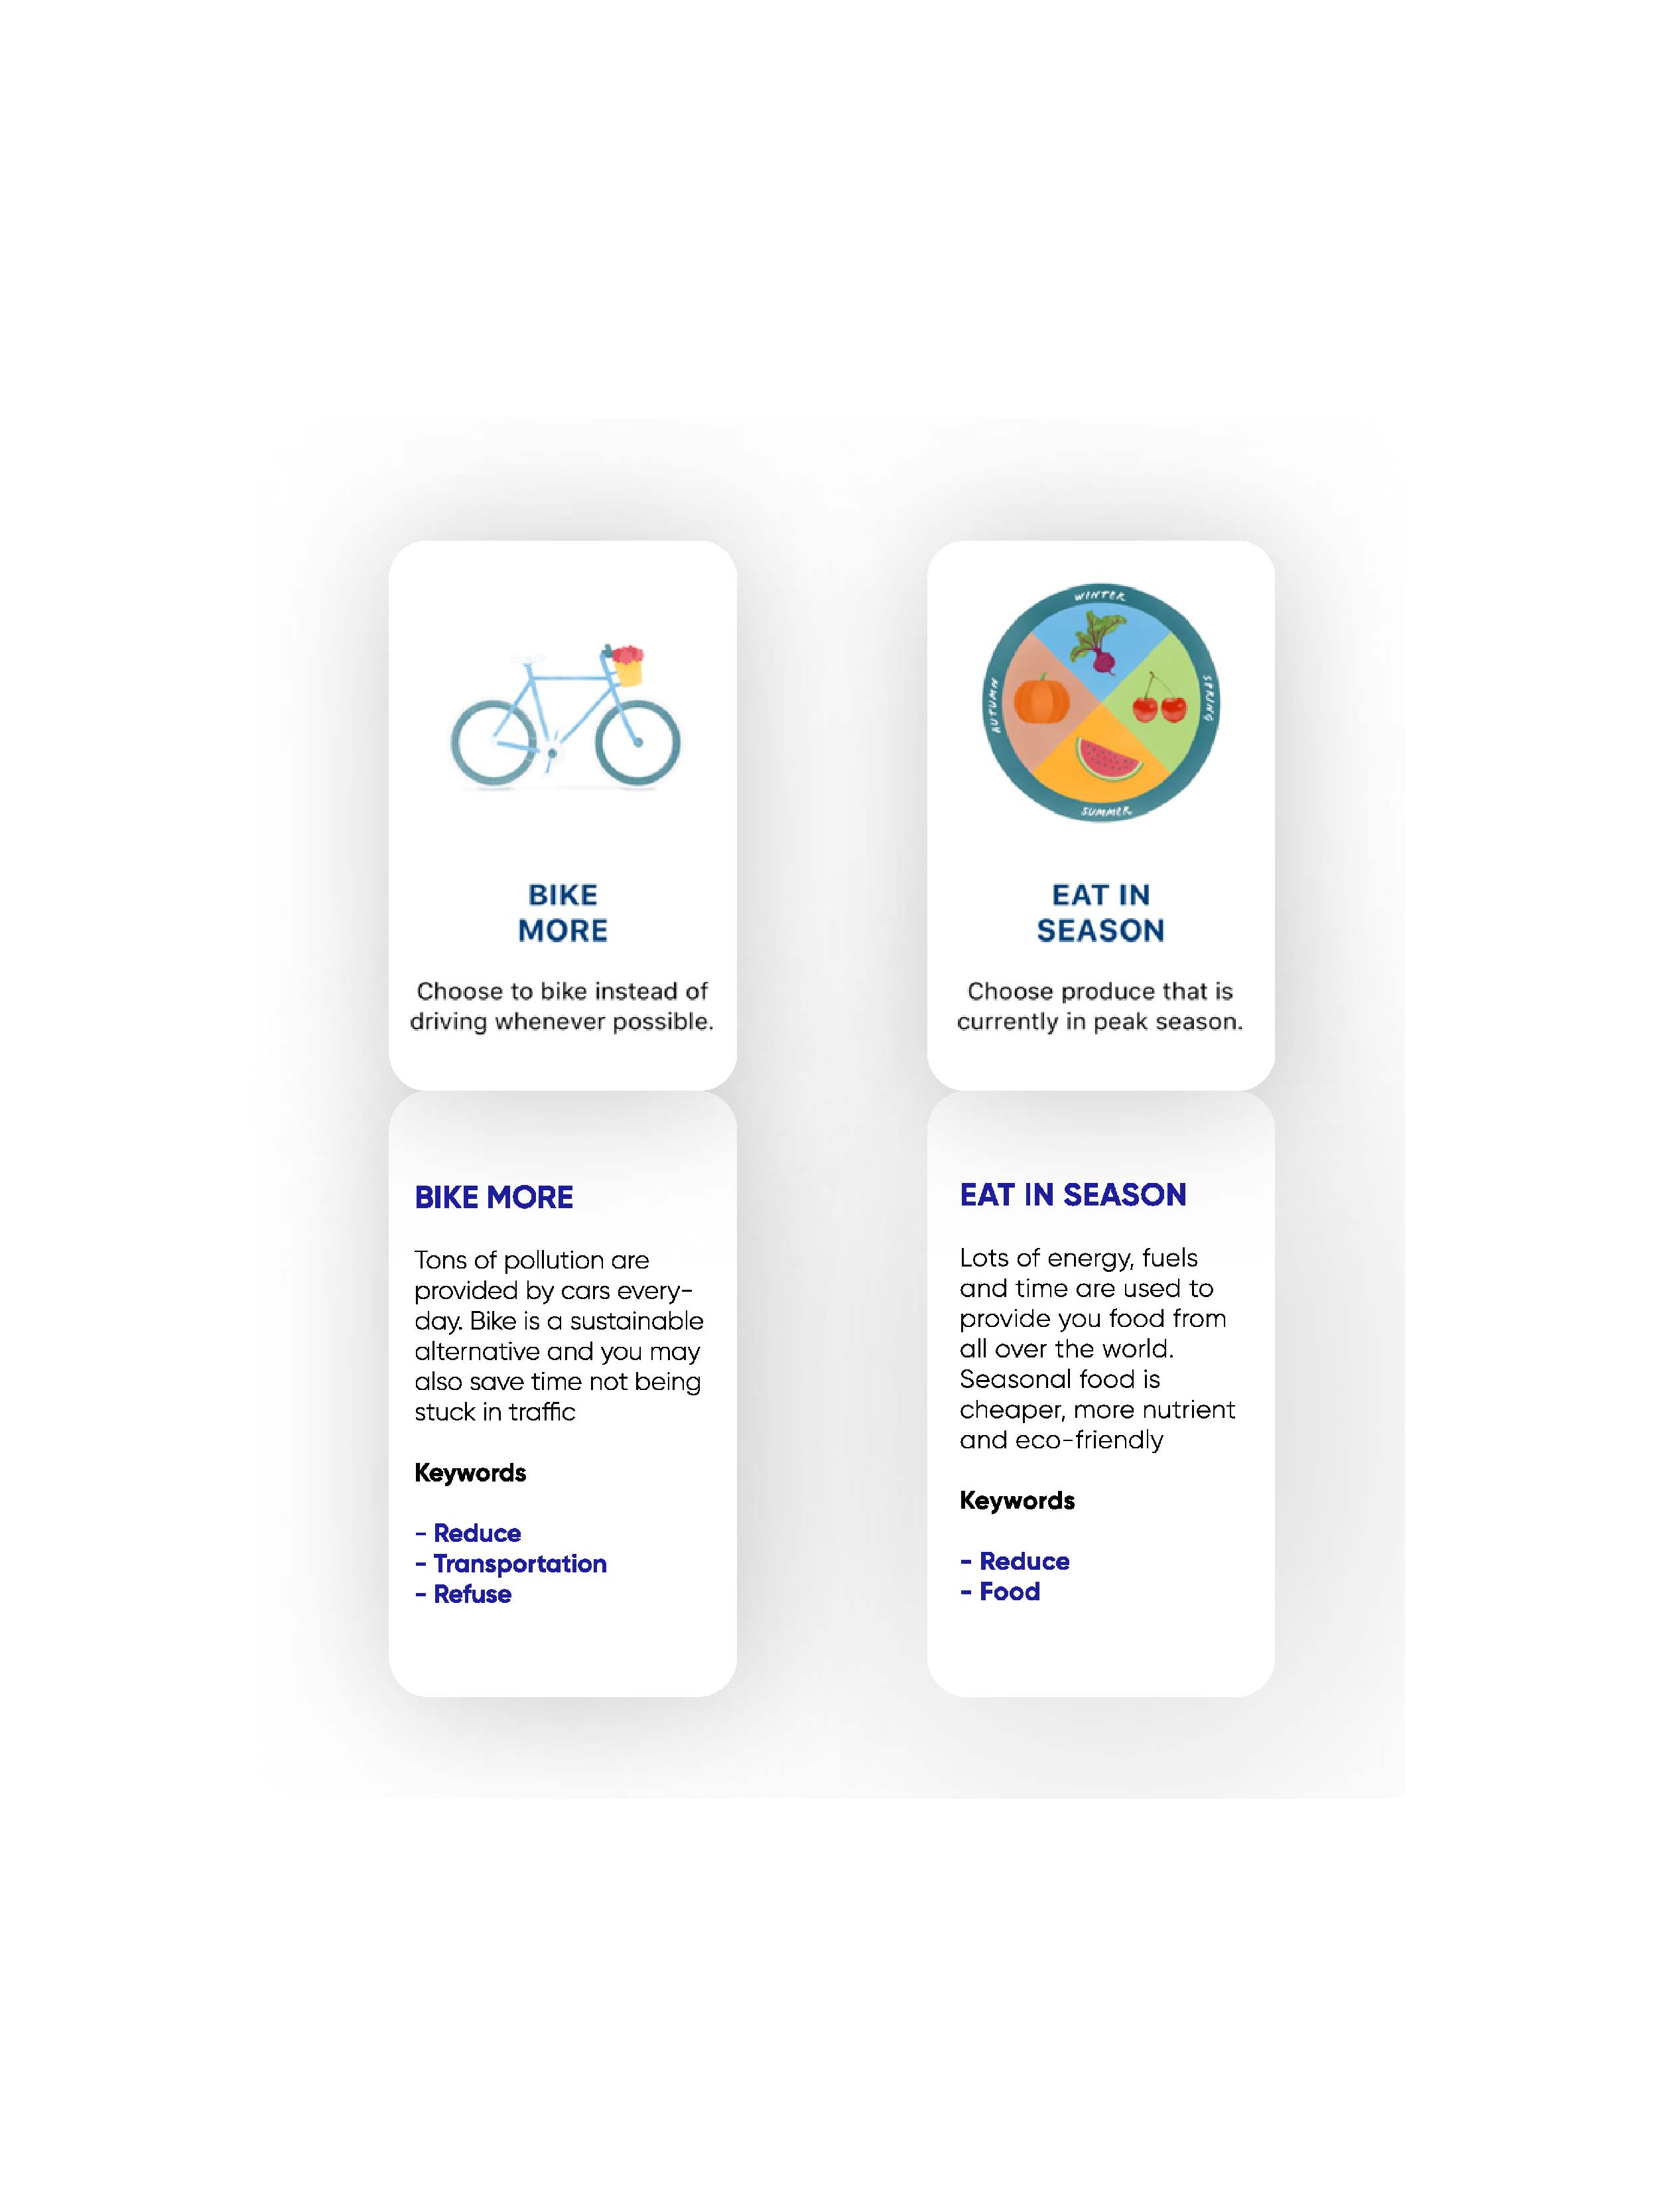 BIKE
MORE
Choose to bike instead of
driving whenever possible.
BIKE MORE
Tons of pollution are
provided by cars every-
day. Bike is a sustainable
alternative and you may
also save time not being
stuck in traffic
Keywords
- Reduce
- Transportation
- Refuse
WINTER
SPRING
SUMMER
AUTUMN
EAT IN
SEASON
Choose produce that is
currently in peak season.
EAT IN SEASON
Lots of energy, fuels
and time are used to
provide you food from
all over the world.
Seasonal food is
cheaper, more nutrient
and eco-friendly
Keywords
- Reduce
- Food